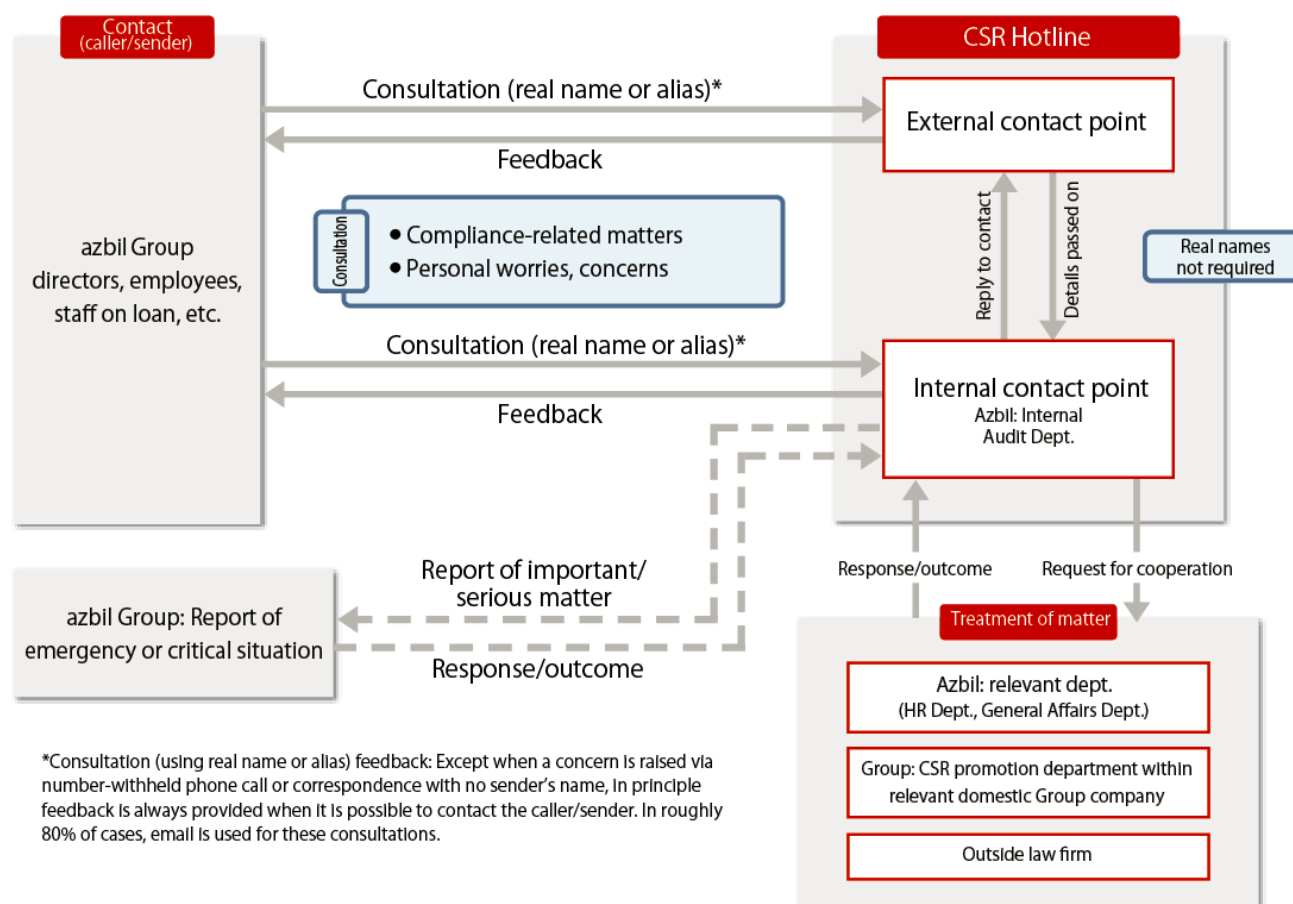 Contact
(caller/sender)
CSR Hotline
Consultation (real name or alias)*
External contact point
Feedback
Consultation
• Compliance-related matters
• Personal worries, concerns
azbil Group
directors, employees,
staff on loan, etc.
Reply to contact
Details passed on
Real names
not required
Consultation (real name or alias)*
Internal contact point
Azbil: Internal
Audit Dept.
Feedback
Report of important/
serious matter
Response/outcome
Request for cooperation
azbil Group: Report of
emergency or critical situation
Response/outcome
Treatment of matter
Azbil: relevant dept.
(HR Dept., General Affairs Dept.)
Group: CSR promotion department within
relevant domestic Group company
Outside law firm
*Consultation (using real name or alias) feedback: Except when a concern is raised via
number-withheld phone call or correspondence with no sender's name, in principle
feedback is always provided when it is possible to contact the caller/sender. In roughly
80% of cases, email is used for these consultations.